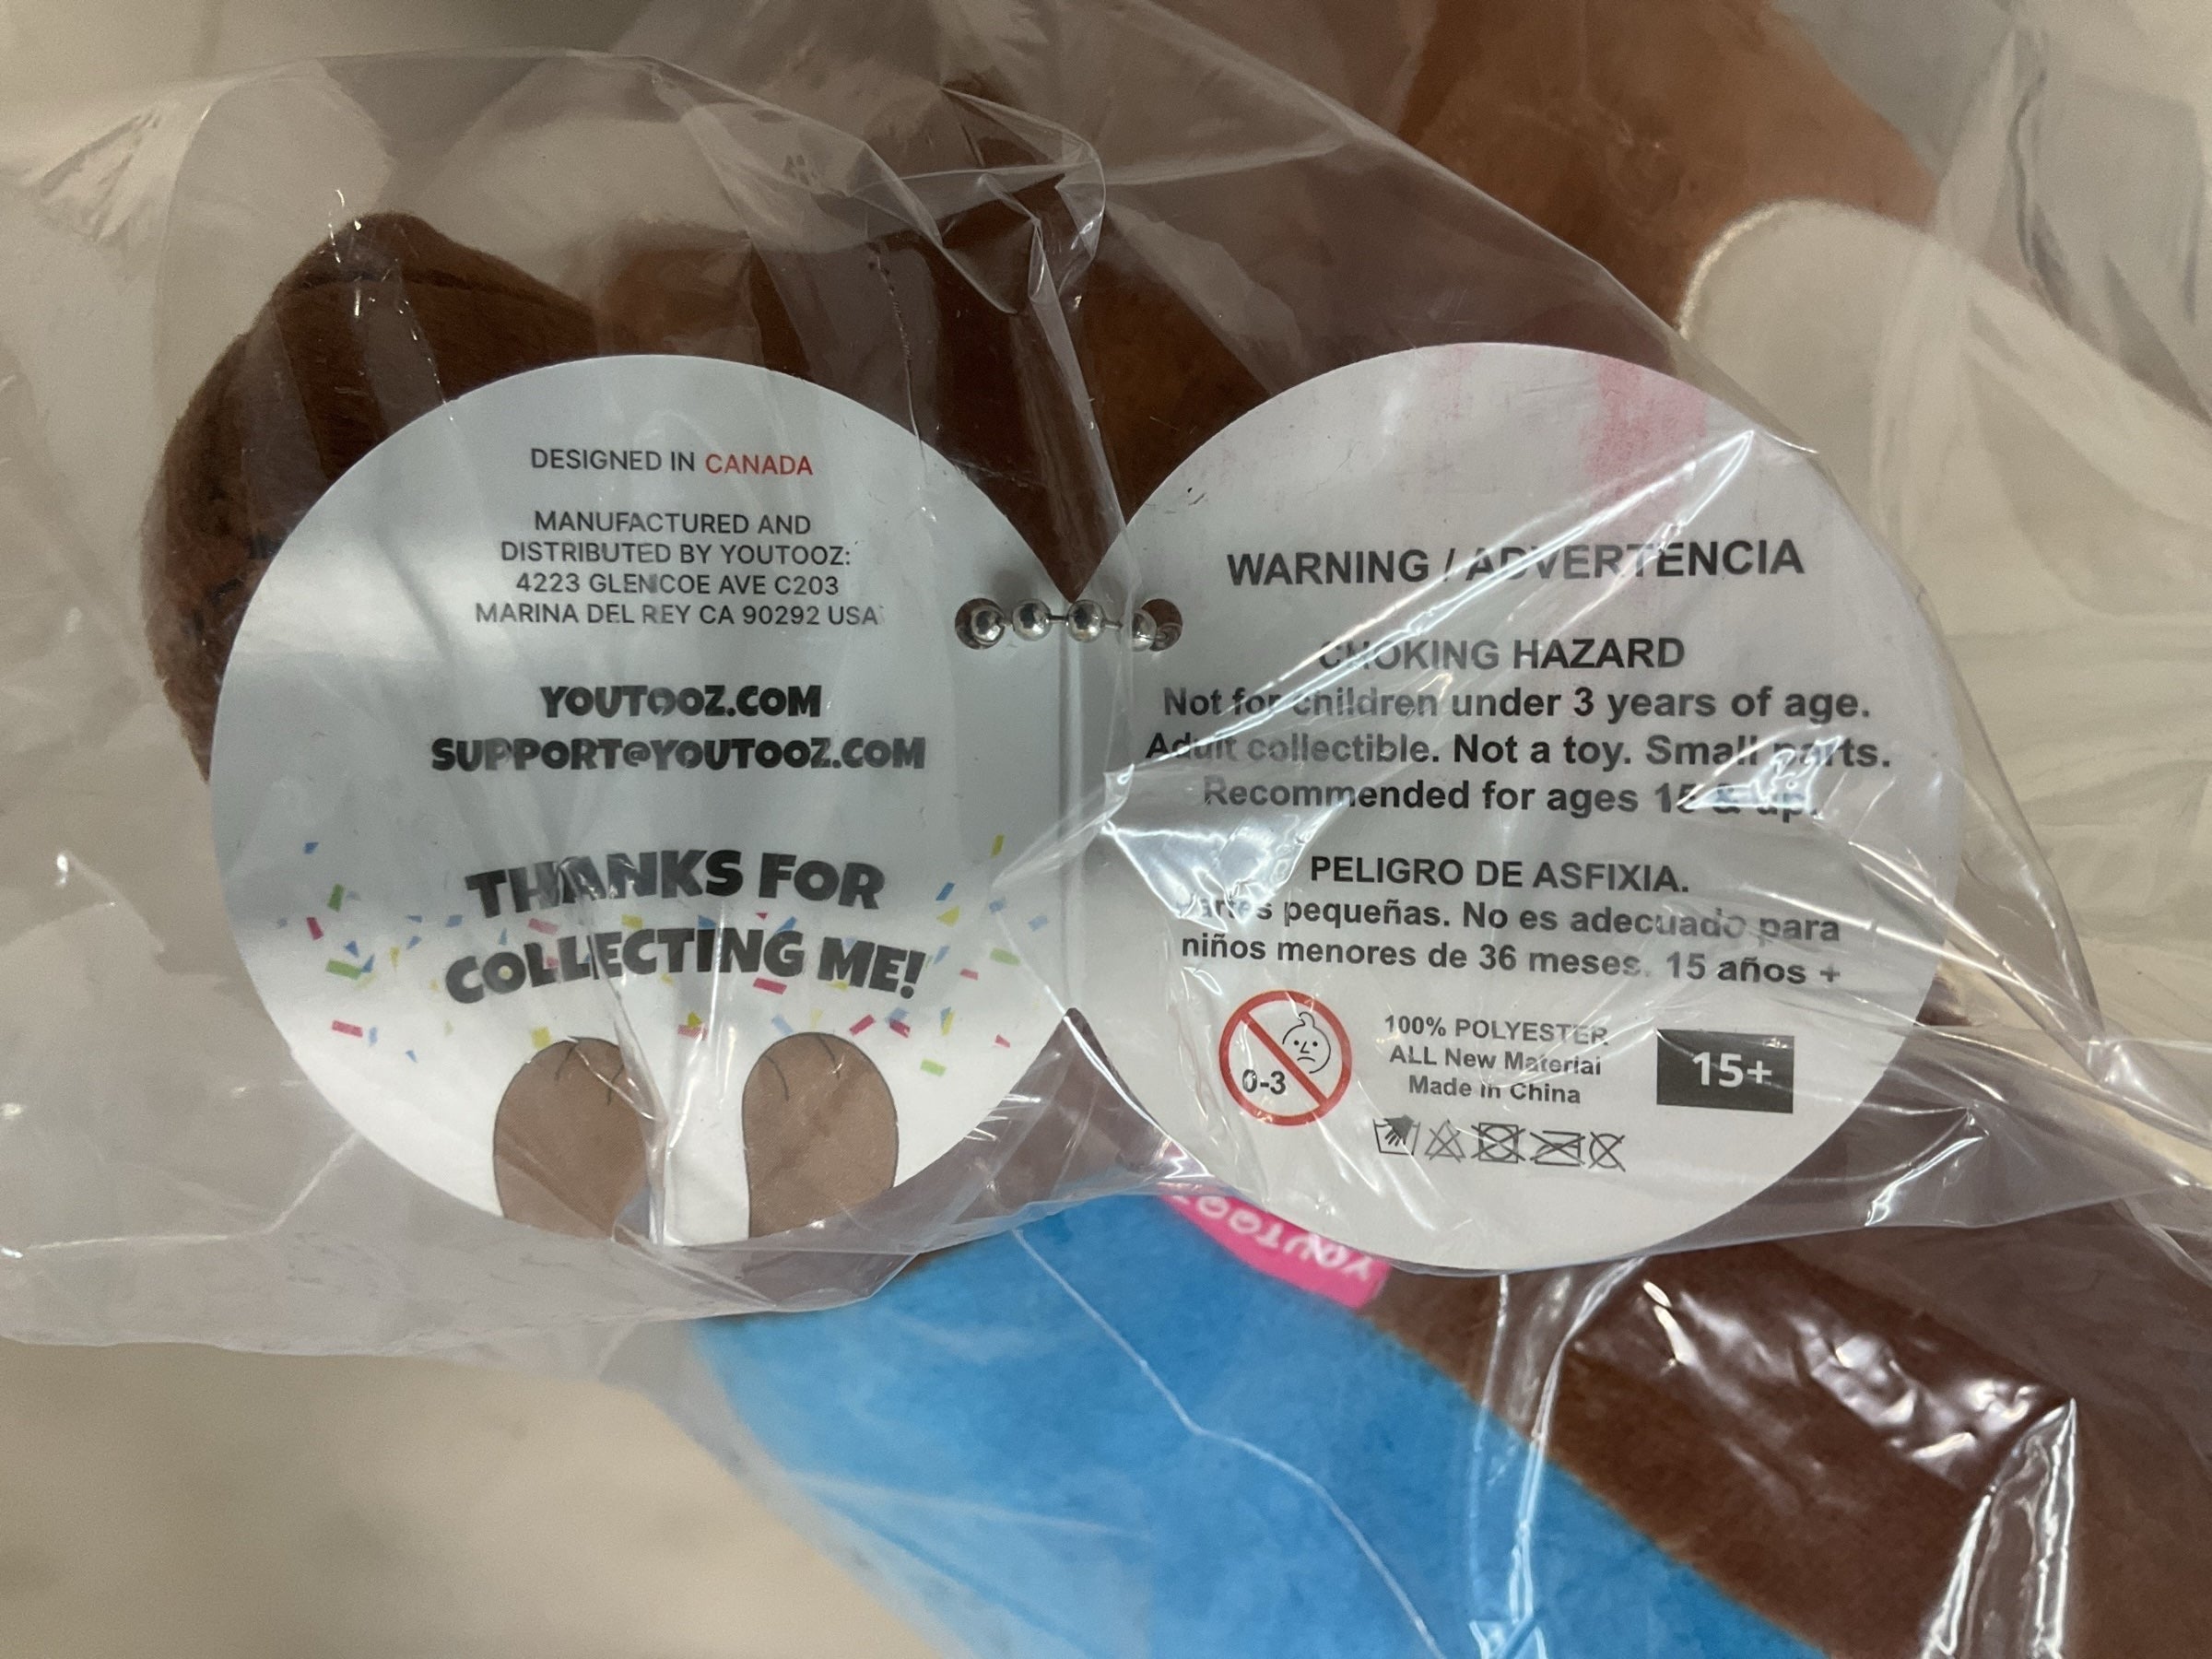 DESIGNED IN CANADA
MANUFACTURED AND
DISTRIBUTED BY YOUTOOZ:
4223 GLENCOE AVE C203
MARINA DEL REY CA 90292 USA
YOUTOOZ.COM
SUPPORT@YOUTOOZ.COM
THANKS FOR
COLLECTING ME!
WARNING / ADVERTENCIA
CHOKING HAZARD
Not for children under 3 years of age.
Adult collectible. Not a toy. Small parts.
Recommended for ages 15 & up.
PELIGRO DE ASFIXIA.
Partes pequeñas. No es adecuado para
niños menores de 36 meses. 15 años +
0-3
100% POLYESTER
ALL New Material
Made in China
15+
YOUTOO